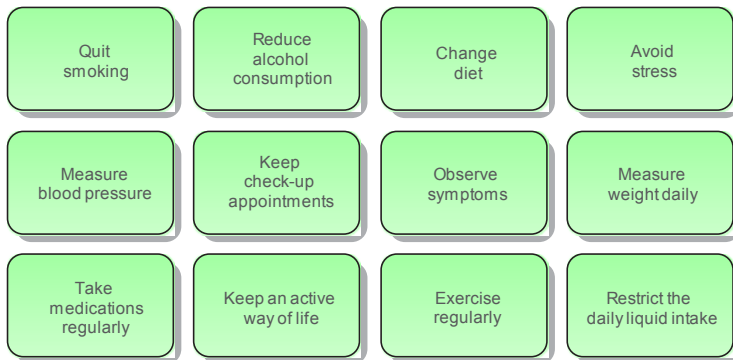 Quit
smoking
Reduce
alcohol
consumption
Change
diet
Avoid
stress
Measure
blood pressure
Keep
check-up
appointments
Observe
symptoms
Measure
weight daily
Take
medications
regularly
Keep an active
way of life
Exercise
regularly
Restrict the
daily liquid intake